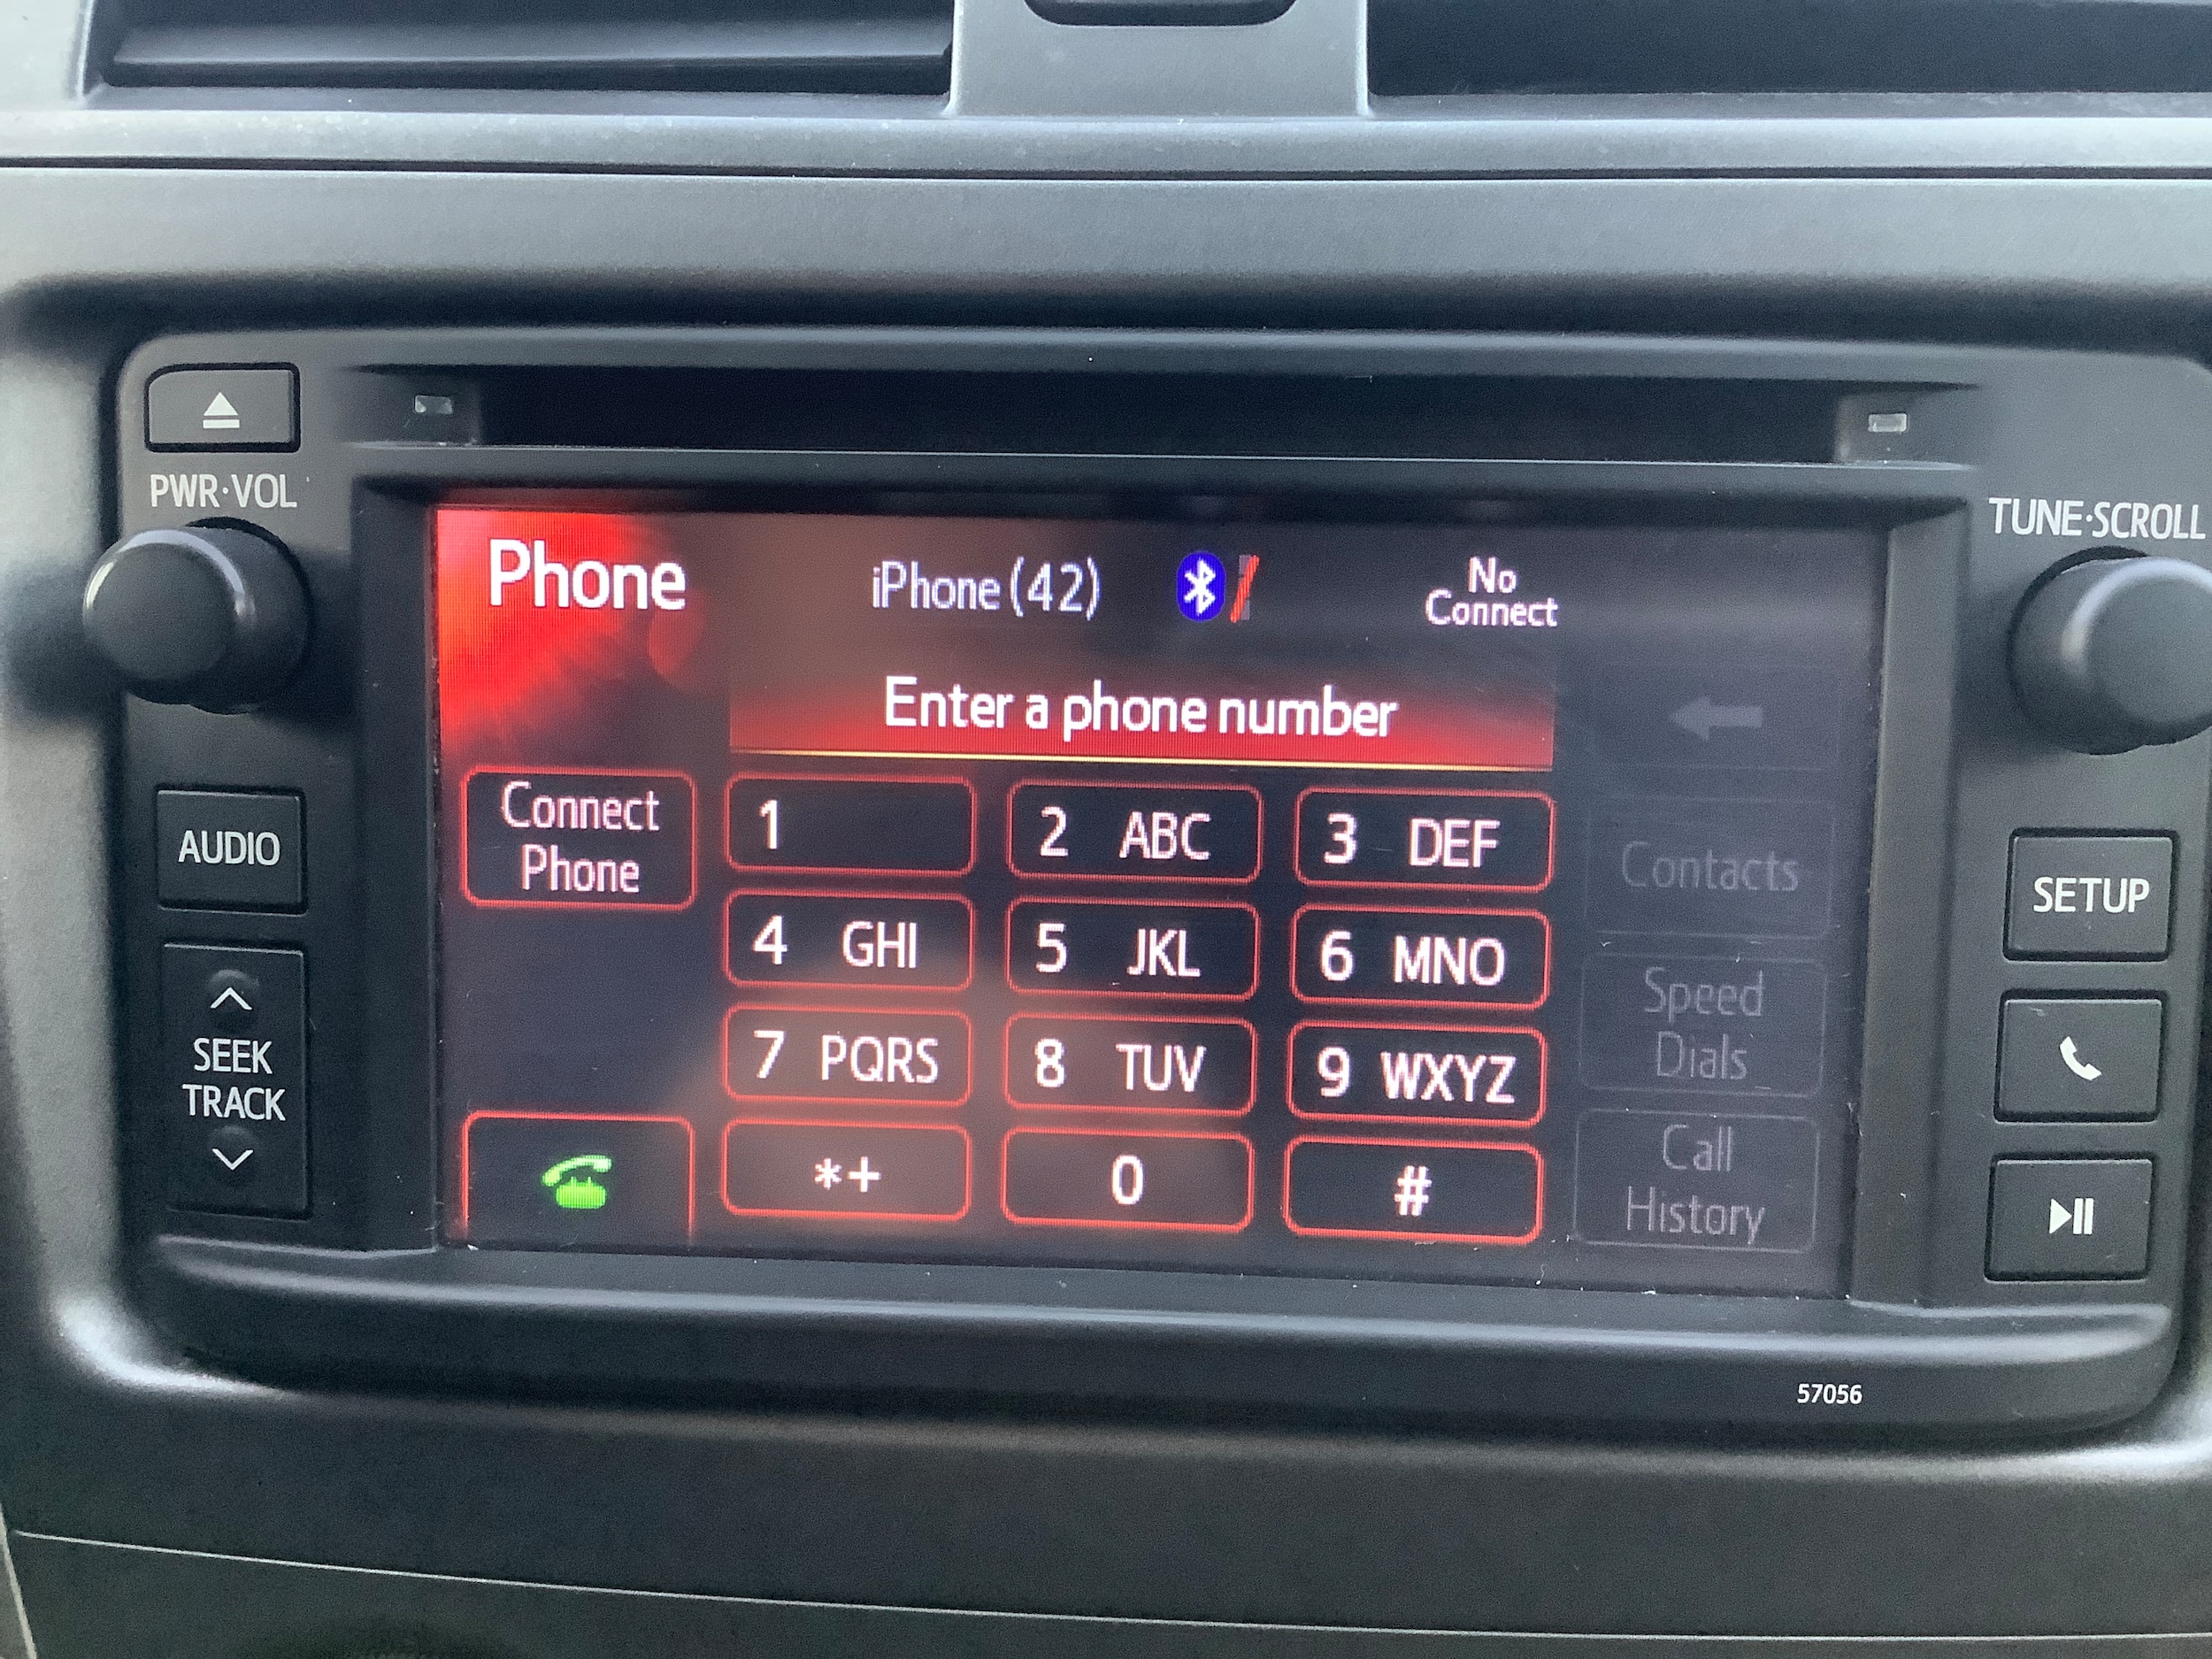 PWR·VOL
TUNE·SCROLL
Phone
iPhone (42)
No
Connect
Enter a phone number
Connect
Phone
1
2 ABC
3 DEF
Contacts
4 GHI
5 JKL
6 MNO
Speed
Dials
7 PQRS
8 TUV
9 WXYZ
Call
History
*+
0
#
AUDIO
SEEK
TRACK
SETUP
57056